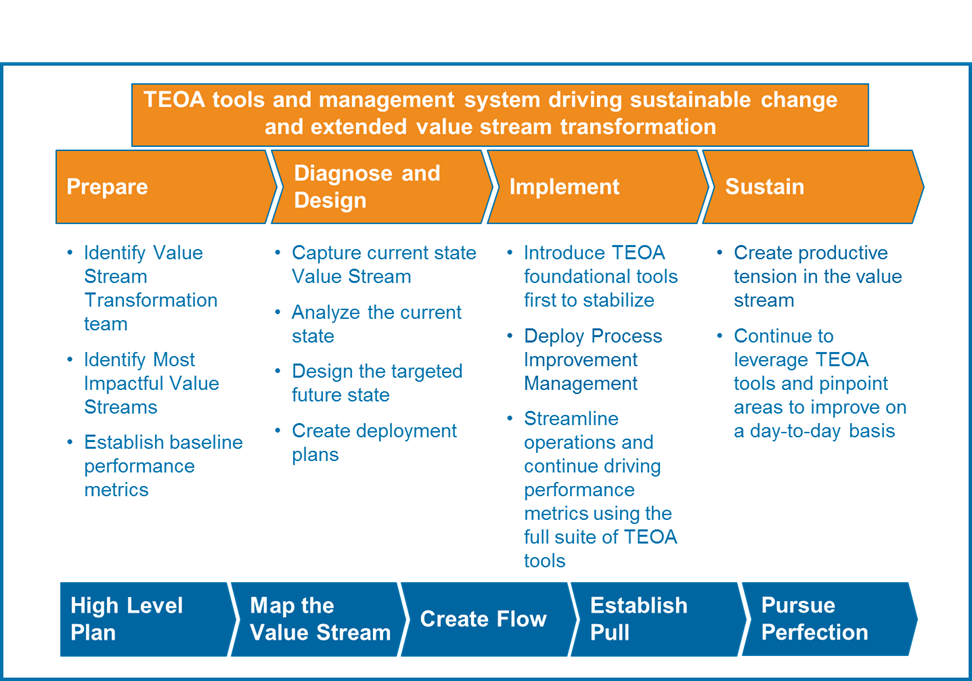 TEOA tools and management system driving sustainable change
and extended value stream transformation
Prepare
Diagnose and
Design
Implement
Sustain
• Identify Value
Stream
Transformation
team
• Identify Most
Impactful Value
Streams
• Establish baseline
performance
metrics
• Capture current state
Value Stream
• Analyze the current
state
• Design the targeted
future state
• Create deployment
plans
• Introduce TEOA
foundational tools
first to stabilize
• Deploy Process
Improvement
Management
• Streamline
operations and
continue driving
performance
metrics using the
full suite of TEOA
tools
• Create productive
tension in the value
stream
• Continue to
leverage TEOA
tools and pinpoint
areas to improve on
a day-to-day basis
High Level
Plan
Map the
Value Stream
Create Flow
Establish
Pull
Pursue
Perfection